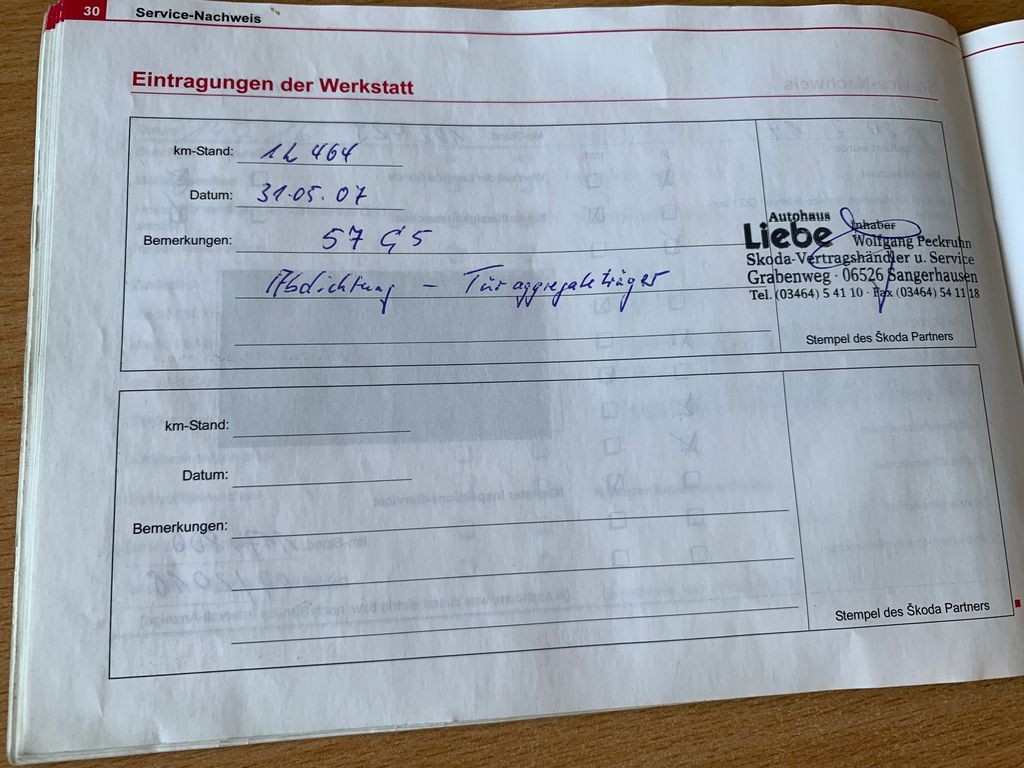 30 Service-Nachweis
Eintragungen der Werkstatt
km-Stand: 12 464
Datum: 31.05.07
Bemerkungen: 57 G5
Abdichtung - Türaggregateträger
Autohaus
Liebe Inhaber
Wolfgang Peckruhn
Skoda-Vertragshändler u. Service
Grabenweg · 06526 Sangerhausen
Tel. (03464) 5 41 10 · Fax (03464) 54 11 18
Stempel des Škoda Partners
km-Stand:
Datum:
Bemerkungen:
Stempel des Škoda Partners